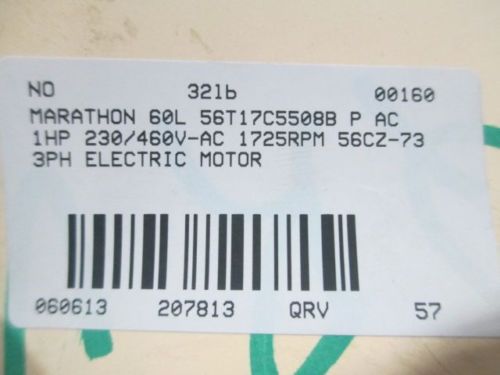 NO 32lb 00160
MARATHON 60L 56T17C5508B P AC
1HP 230/460V-AC 1725RPM 56CZ-73
3PH ELECTRIC MOTOR
060613 207813 QRV 57